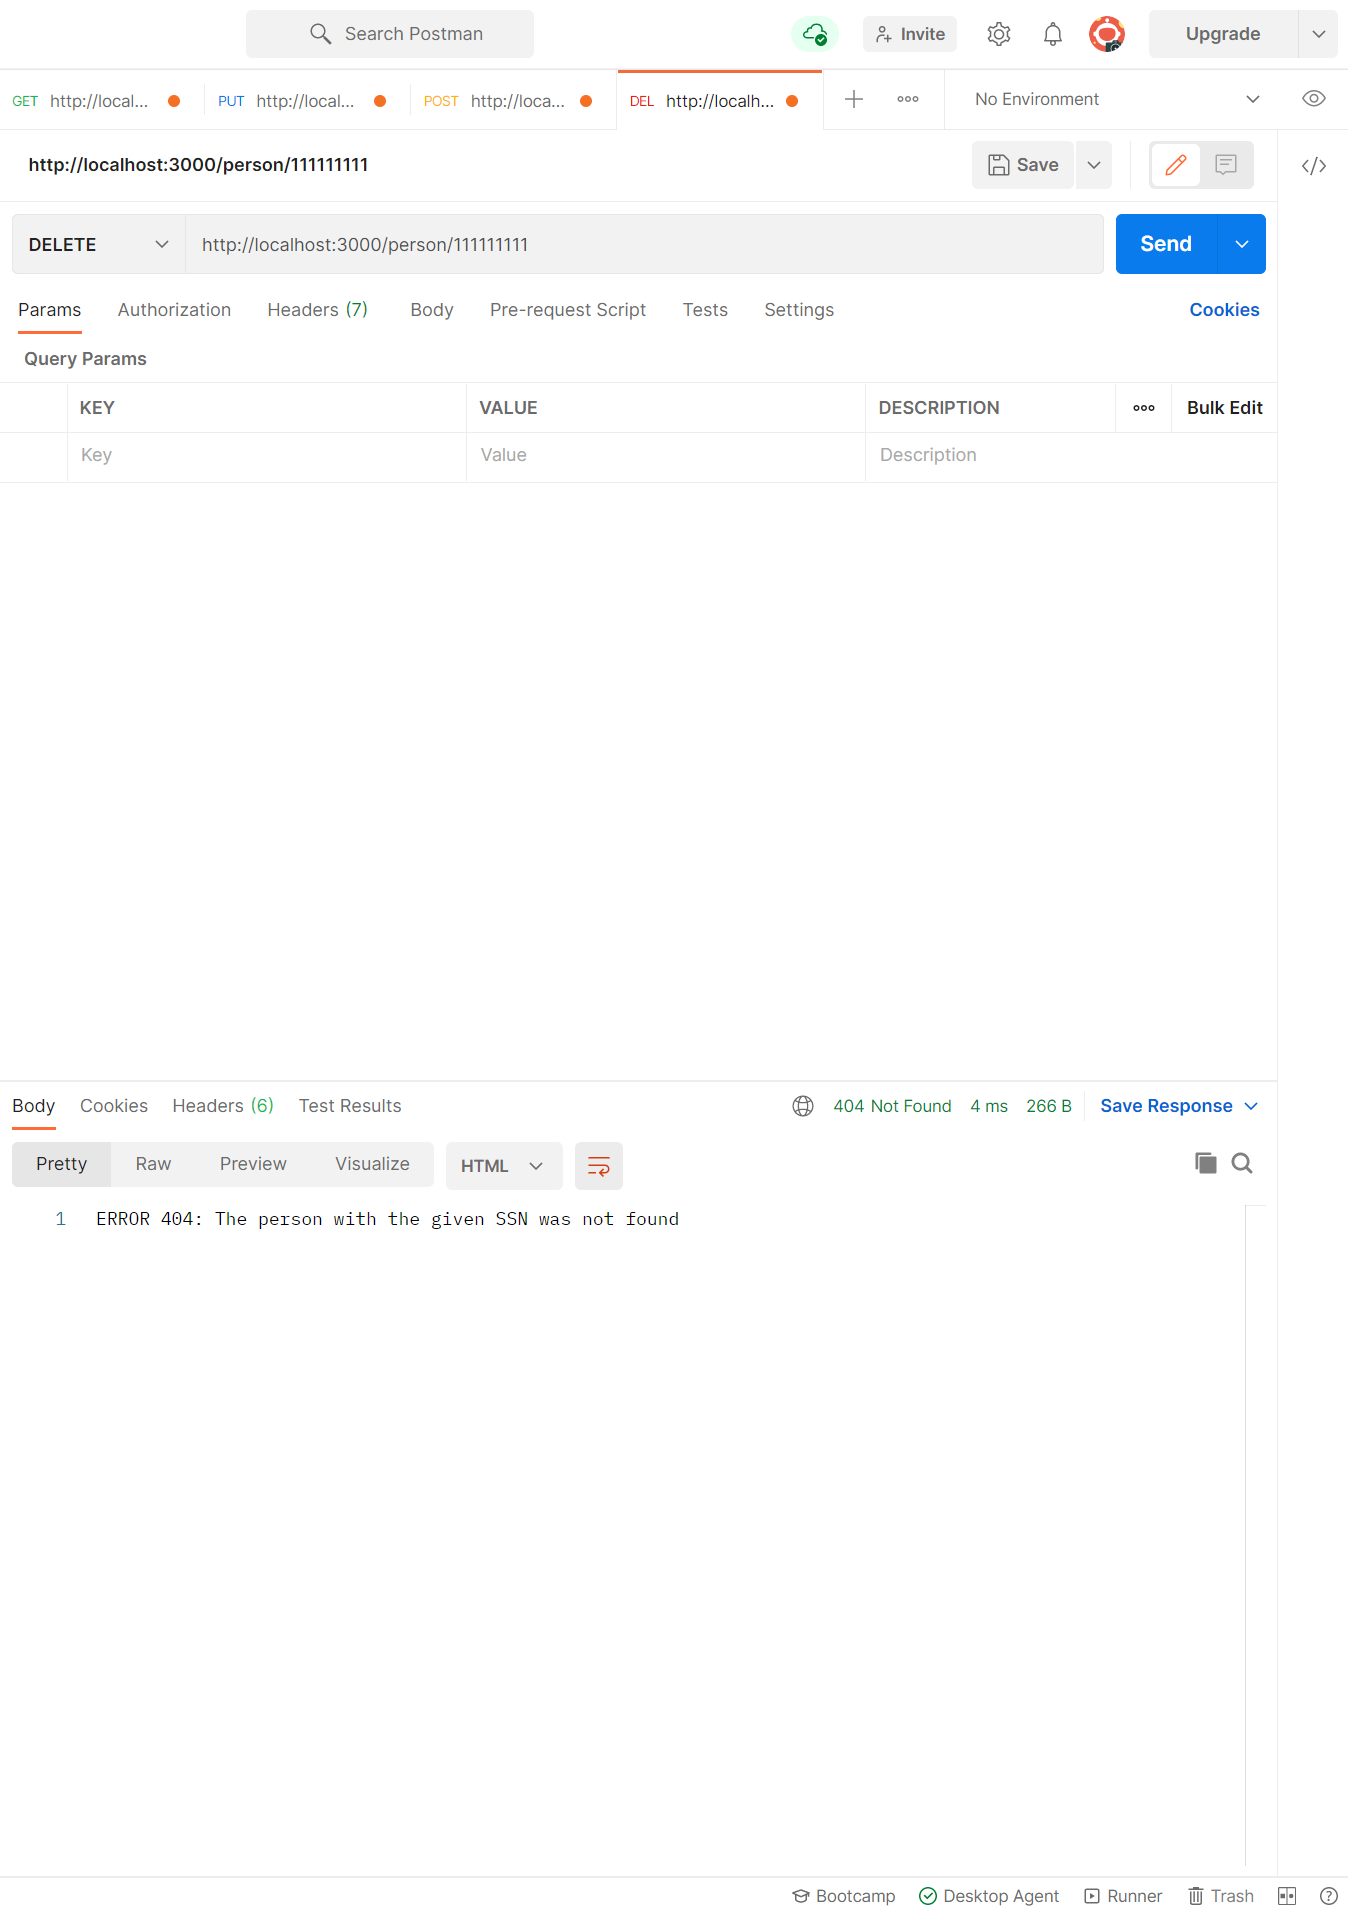 Search Postman
Invite
Upgrade
GET http://local...
PUT http://local...
POST http://loca...
DEL http://localh...
No Environment
http://localhost:3000/person/111111111
Save
DELETE
http://localhost:3000/person/111111111
Send
Params Authorization Headers (7) Body Pre-request Script Tests Settings Cookies
Query Params
KEY VALUE DESCRIPTION Bulk Edit
Key Value Description
Body Cookies Headers (6) Test Results 404 Not Found 4 ms 266 B Save Response
Pretty Raw Preview Visualize HTML
1 ERROR 404: The person with the given SSN was not found
Bootcamp Desktop Agent Runner Trash